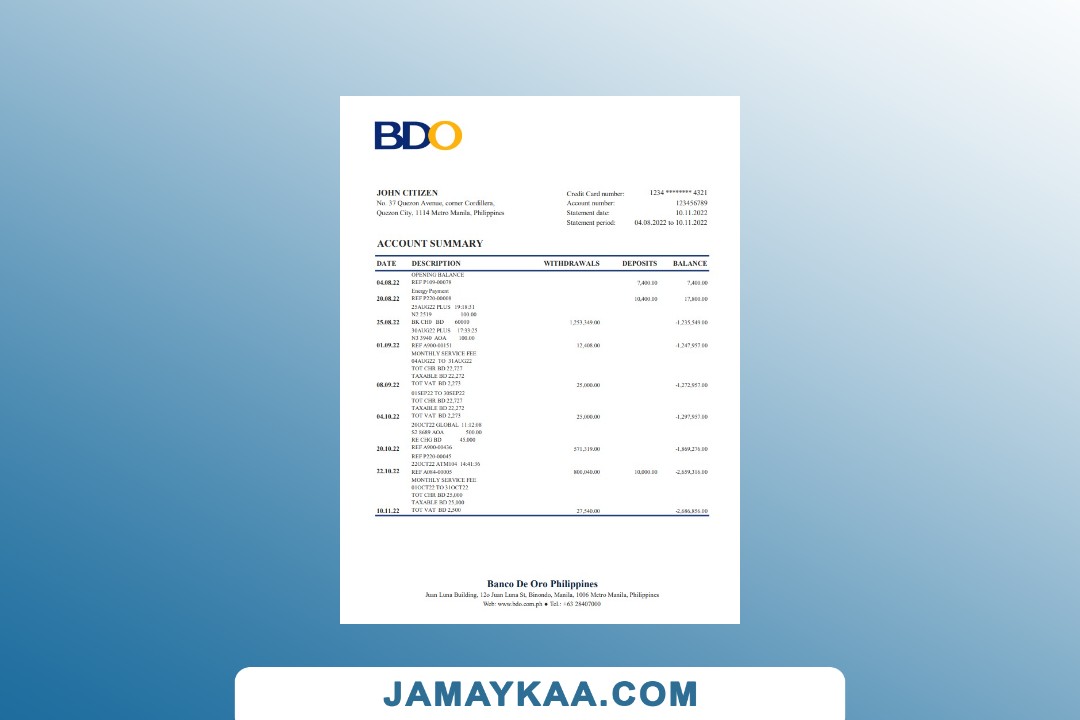 BDO
JOHN CITIZEN
No. 37 Quezon Avenue, corner Cordillera,
Quezon City, 1114 Metro Manila, Philippines
Credit Card number: 1234 ******** 4321
Account number: 123456789
Statement date: 10.11.2022
Statement period: 04.08.2022 to 10.11.2022
ACCOUNT SUMMARY
DATE DESCRIPTION WITHDRAWALS DEPOSITS BALANCE
OPENING BALANCE
04.08.22 REF P109-00078 7,400.00 7,400.00
Energy Payment
20.08.22 REF P220-00008 10,400.00 17,800.00
25AUG22 PLUS 19:18:31
N2 2519 100.00
25.08.22 BK CHB BD 60000 1,253,349.00 -1,235,549.00
30AUG22 PLUS 17:33:25
N3 3940 AOA 100.00
01.09.22 REF A900-00151 12,408.00 -1,247,957.00
MONTHLY SERVICE FEE
04AUG22 TO 31AUG22
TOT CHR BD 22,727
TAXABLE BD 22,272
08.09.22 TOT VAT BD 2,273 25,000.00 -1,272,957.00
01SEP22 TO 30SEP22
TOT CHR BD 22,727
TAXABLE BD 22,272
04.10.22 TOT VAT BD 2,273 25,000.00 -1,297,957.00
20OCT22 GLOBAL 11:12:08
S2 8689 AOA 500.00
RE CHG BD 45.000
20.10.22 REF A900-00436 571,319.00 -1,869,276.00
REF P220-00045
22OCT22 ATM104 14:41:36
22.10.22 REF A084-00005 800,040.00 10,000.00 -2,659,316.00
MONTHLY SERVICE FEE
01OCT22 TO 31OCT22
TOT CHR BD 25,000
TAXABLE BD 25,000
10.11.22 TOT VAT BD 2,500 27,540.00 -2,686,856.00
Banco De Oro Philippines
Juan Luna Building, 12o Juan Luna St, Binondo, Manila, 1006 Metro Manila, Philippines
Web: www.bdo.com.ph ● Tel.: +63 28407000
JAMAYKAA.COM